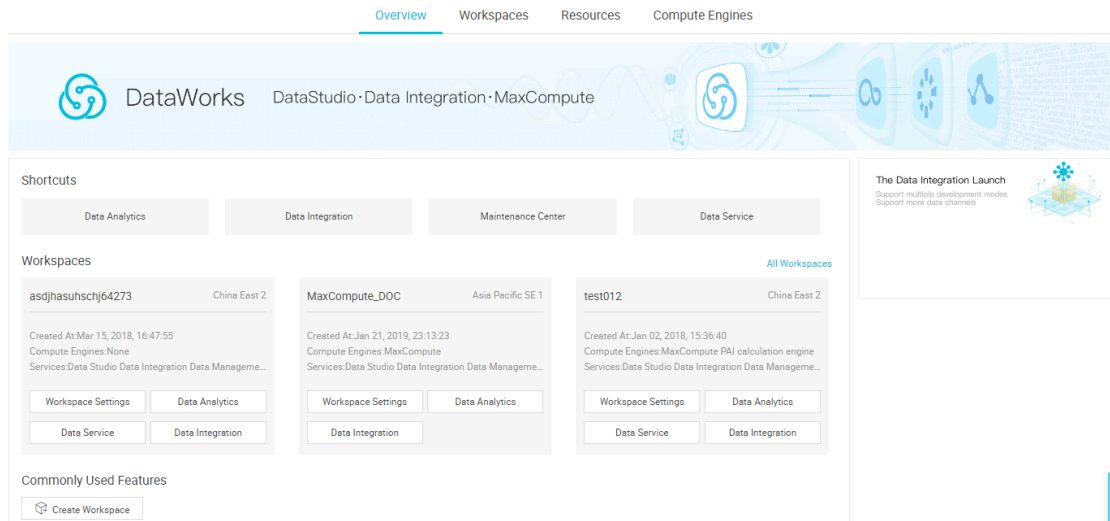 Overview Workspaces Resources Compute Engines
DataWorks DataStudio·Data Integration·MaxCompute
Shortcuts
Data Analytics Data Integration Maintenance Center Data Service
Workspaces All Workspaces
asdjhasuhschj64273 China East 2
Created At:Mar 15, 2018, 16:47:55
Compute Engines:None
Services:Data Studio Data Integration Data Manageme...
Workspace Settings Data Analytics
Data Service Data Integration
MaxCompute_DOC Asia Pacific SE 1
Created At:Jan 21, 2019, 23:13:23
Compute Engines:MaxCompute
Services:Data Studio Data Integration Data Manageme...
Workspace Settings Data Analytics
Data Integration
test012 China East 2
Created At:Jan 02, 2018, 15:36:40
Compute Engines:MaxCompute PAI calculation engine
Services:Data Studio Data Integration Data Manageme...
Workspace Settings Data Analytics
Data Service Data Integration
Commonly Used Features
Create Workspace
The Data Integration Launch
Support multiple development modes
Support more data channels